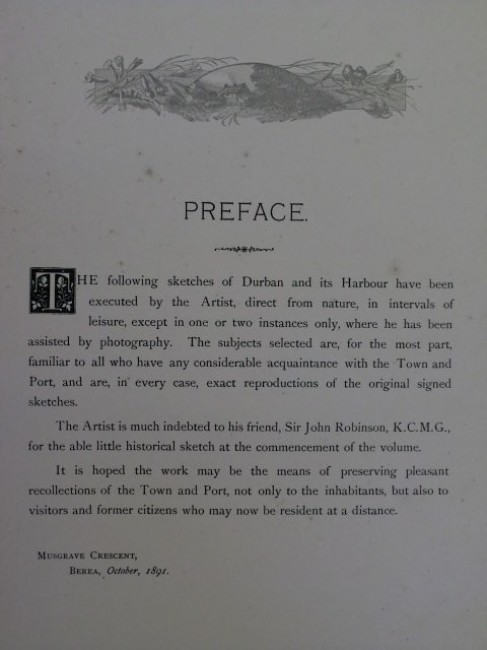 PREFACE.
THE following sketches of Durban and its Harbour have been
executed by the Artist, direct from nature, in intervals of
leisure, except in one or two instances only, where he has been
assisted by photography. The subjects selected are, for the most part,
familiar to all who have any considerable acquaintance with the Town and
Port, and are, in every case, exact reproductions of the original signed
sketches.
The Artist is much indebted to his friend, Sir John Robinson, K.C.M.G.,
for the able little historical sketch at the commencement of the volume.
It is hoped the work may be the means of preserving pleasant
recollections of the Town and Port, not only to the inhabitants, but also to
visitors and former citizens who may now be resident at a distance.
MUSGRAVE CRESCENT,
BEREA, October, 1891.